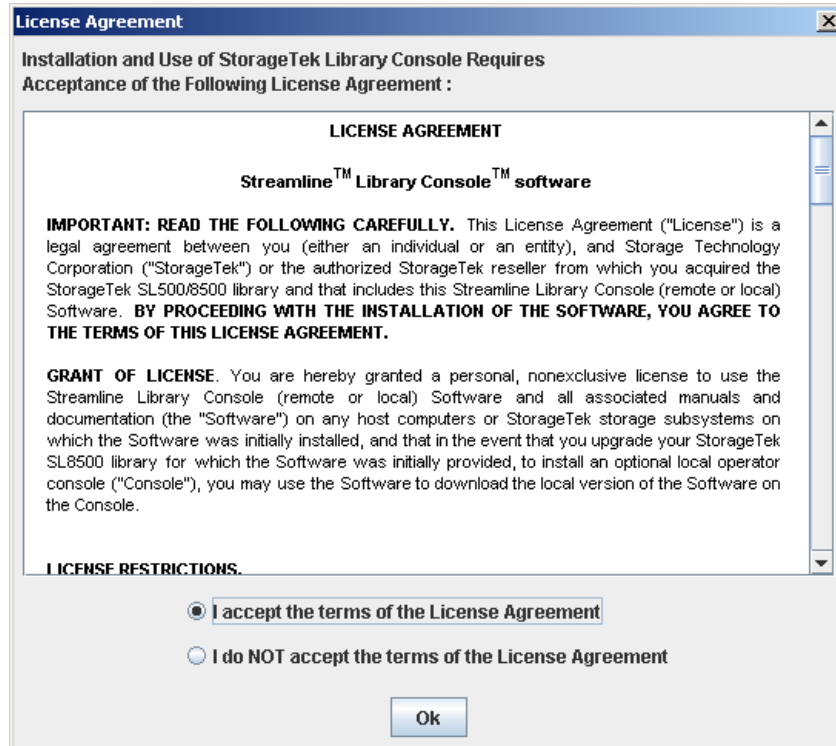 License Agreement
Installation and Use of StorageTek Library Console Requires
Acceptance of the Following License Agreement :
LICENSE AGREEMENT
Streamline™ Library Console™ software
IMPORTANT: READ THE FOLLOWING CAREFULLY. This License Agreement ("License") is a
legal agreement between you (either an individual or an entity), and Storage Technology
Corporation ("StorageTek") or the authorized StorageTek reseller from which you acquired the
StorageTek SL500/8500 library and that includes this Streamline Library Console (remote or local)
Software. BY PROCEEDING WITH THE INSTALLATION OF THE SOFTWARE, YOU AGREE TO
THE TERMS OF THIS LICENSE AGREEMENT.
GRANT OF LICENSE. You are hereby granted a personal, nonexclusive license to use the
Streamline Library Console (remote or local) Software and all associated manuals and
documentation (the "Software") on any host computers or StorageTek storage subsystems on
which the Software was initially installed, and that in the event that you upgrade your StorageTek
SL8500 library for which the Software was initially provided, to install an optional local operator
console ("Console"), you may use the Software to download the local version of the Software on
the Console.
LICENSE RESTRICTIONS.
I accept the terms of the License Agreement
I do NOT accept the terms of the License Agreement
Ok